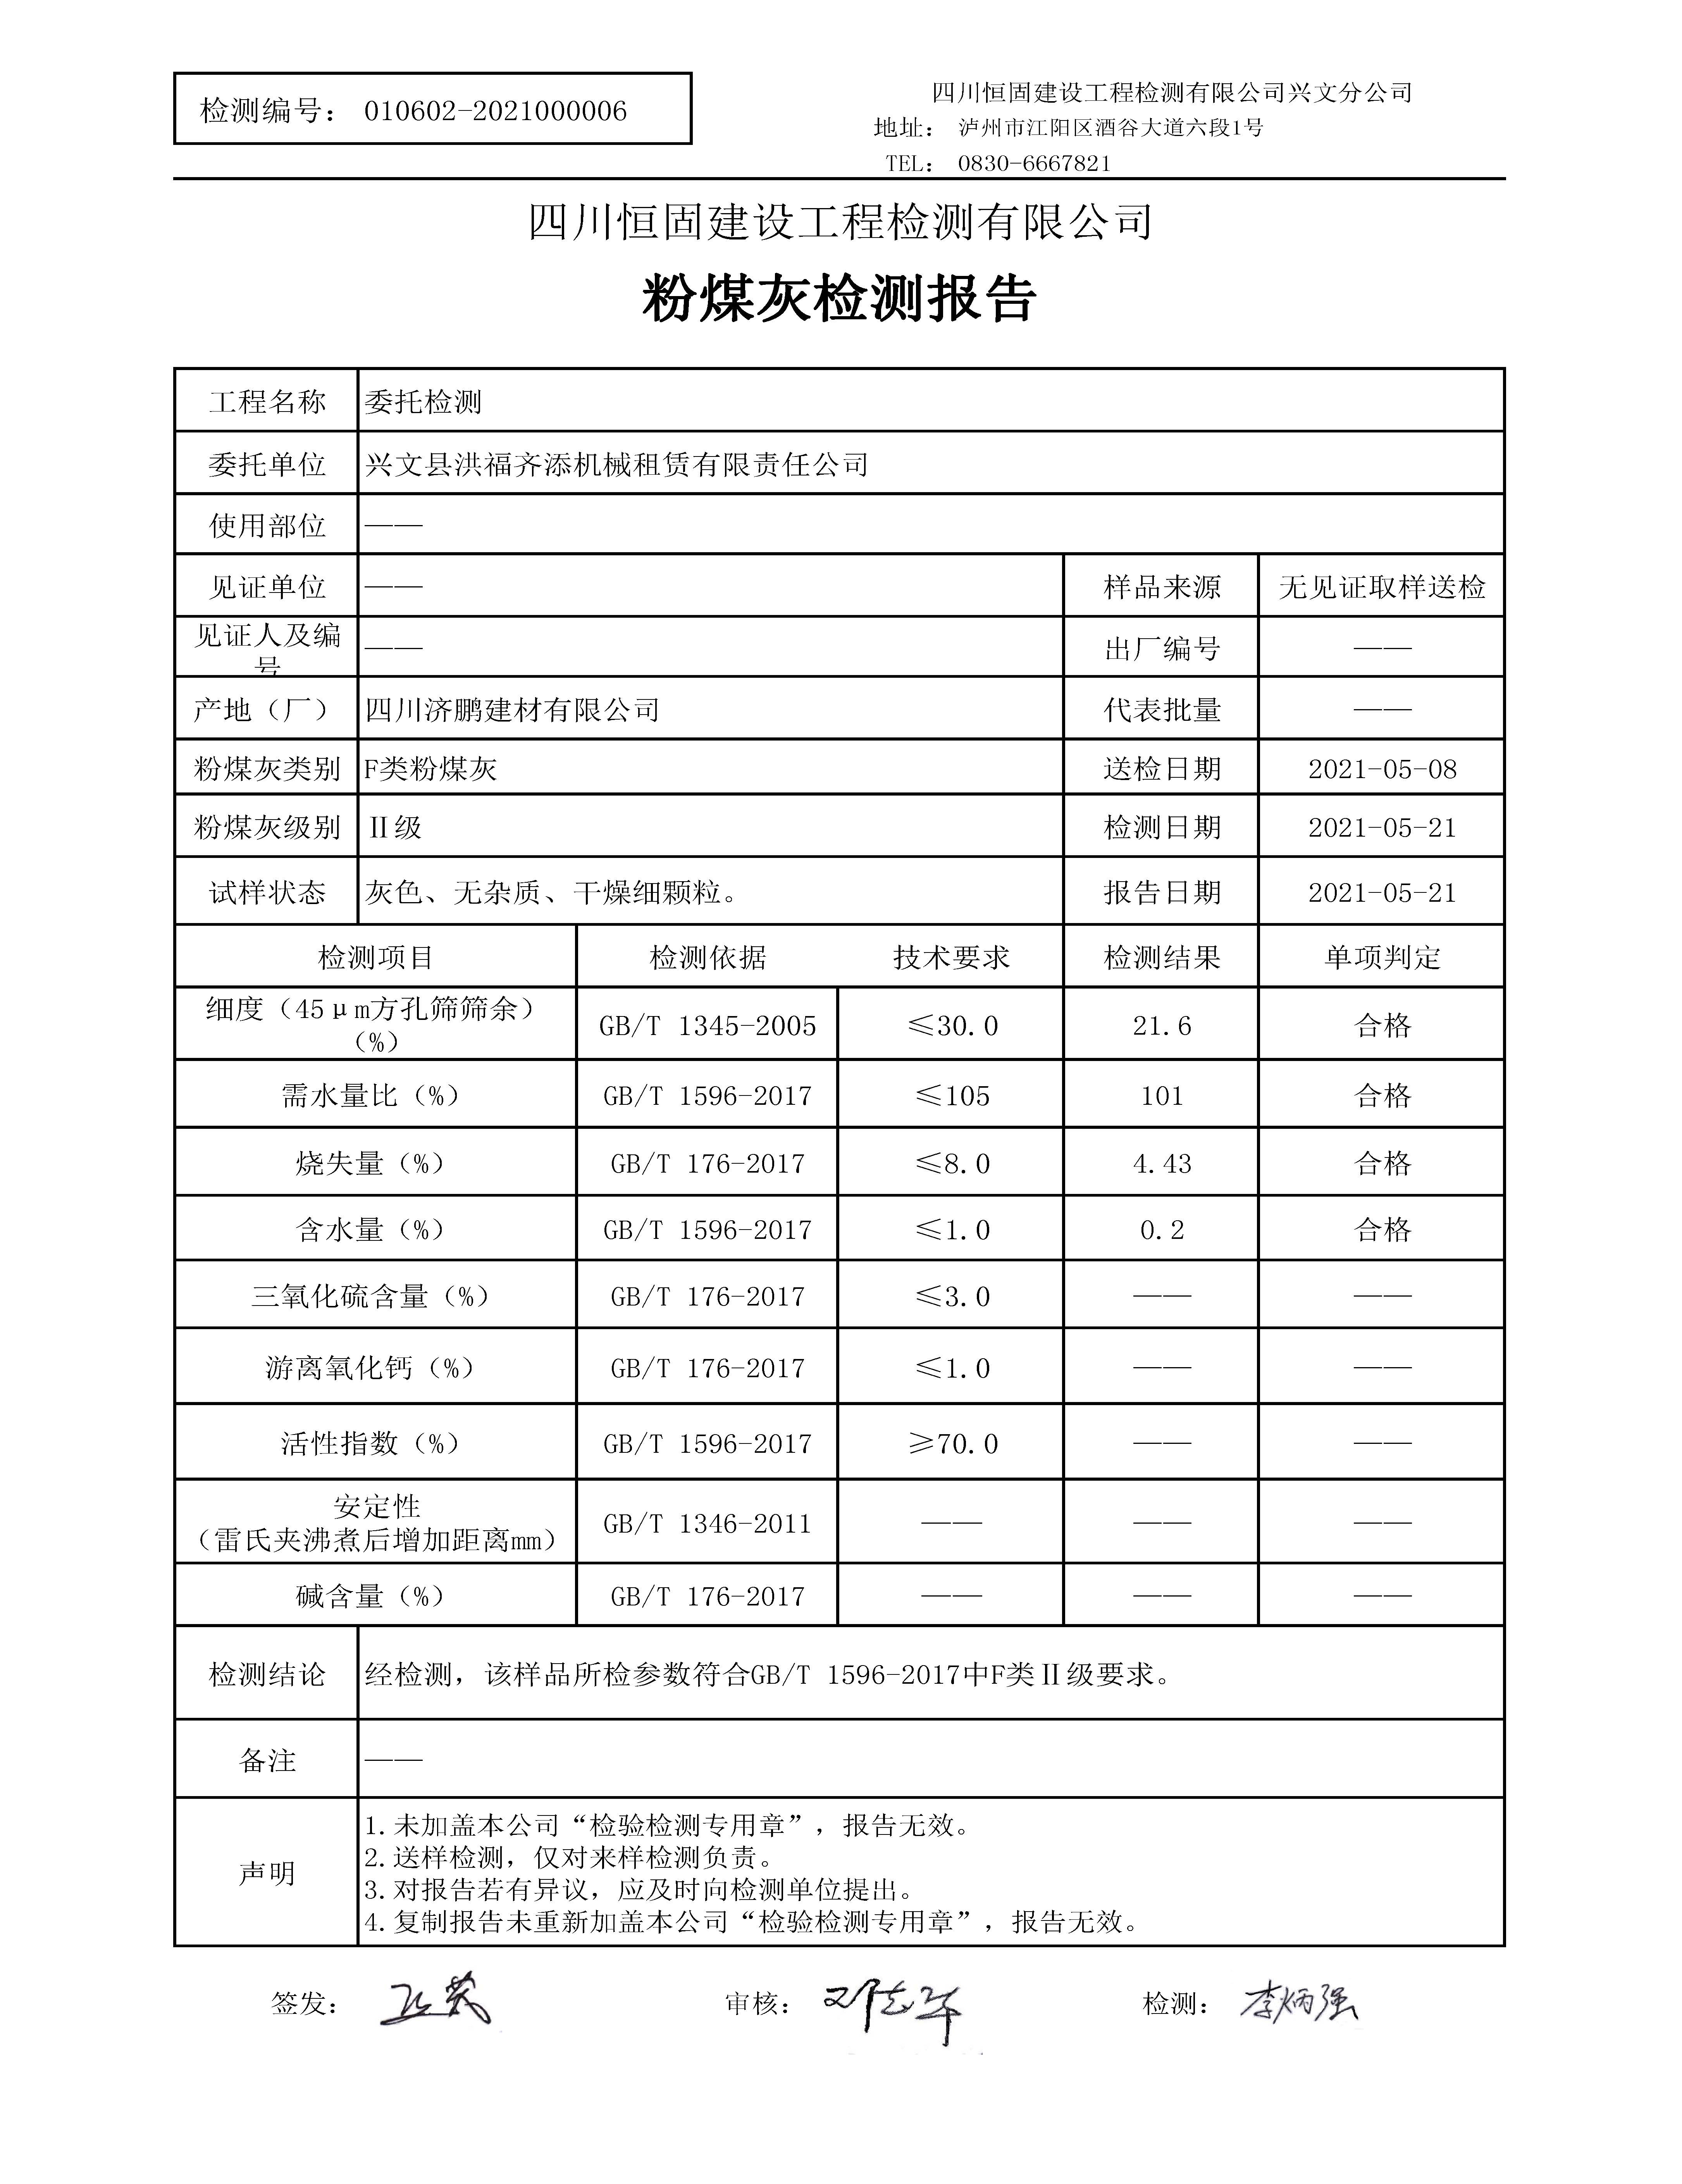 检测编号： 010602-2021000006
四川恒固建设工程检测有限公司兴文分公司
地址： 泸州市江阳区酒谷大道六段1号
TEL： 0830-6667821
四川恒固建设工程检测有限公司
粉煤灰检测报告
工程名称 委托检测
委托单位 兴文县洪福齐添机械租赁有限责任公司
使用部位 ——
见证单位 —— 样品来源 无见证取样送检
见证人及编号 —— 出厂编号 ——
产地（厂） 四川济鹏建材有限公司 代表批量 ——
粉煤灰类别 F类粉煤灰 送检日期 2021-05-08
粉煤灰级别 Ⅱ级 检测日期 2021-05-21
试样状态 灰色、无杂质、干燥细颗粒。 报告日期 2021-05-21
检测项目 检测依据 技术要求 检测结果 单项判定
细度（45μm方孔筛筛余）（%） GB/T 1345-2005 ≤30.0 21.6 合格
需水量比（%） GB/T 1596-2017 ≤105 101 合格
烧失量（%） GB/T 176-2017 ≤8.0 4.43 合格
含水量（%） GB/T 1596-2017 ≤1.0 0.2 合格
三氧化硫含量（%） GB/T 176-2017 ≤3.0 —— ——
游离氧化钙（%） GB/T 176-2017 ≤1.0 —— ——
活性指数（%） GB/T 1596-2017 ≥70.0 —— ——
安定性
（雷氏夹沸煮后增加距离mm） GB/T 1346-2011 —— —— ——
碱含量（%） GB/T 176-2017 —— —— ——
检测结论 经检测，该样品所检参数符合GB/T 1596-2017中F类Ⅱ级要求。
备注 ——
声明
1.未加盖本公司“检验检测专用章”，报告无效。
2.送样检测，仅对来样检测负责。
3.对报告若有异议，应及时向检测单位提出。
4.复制报告未重新加盖本公司“检验检测专用章”，报告无效。
签发： 审核： 邓志军 检测： 李炳强